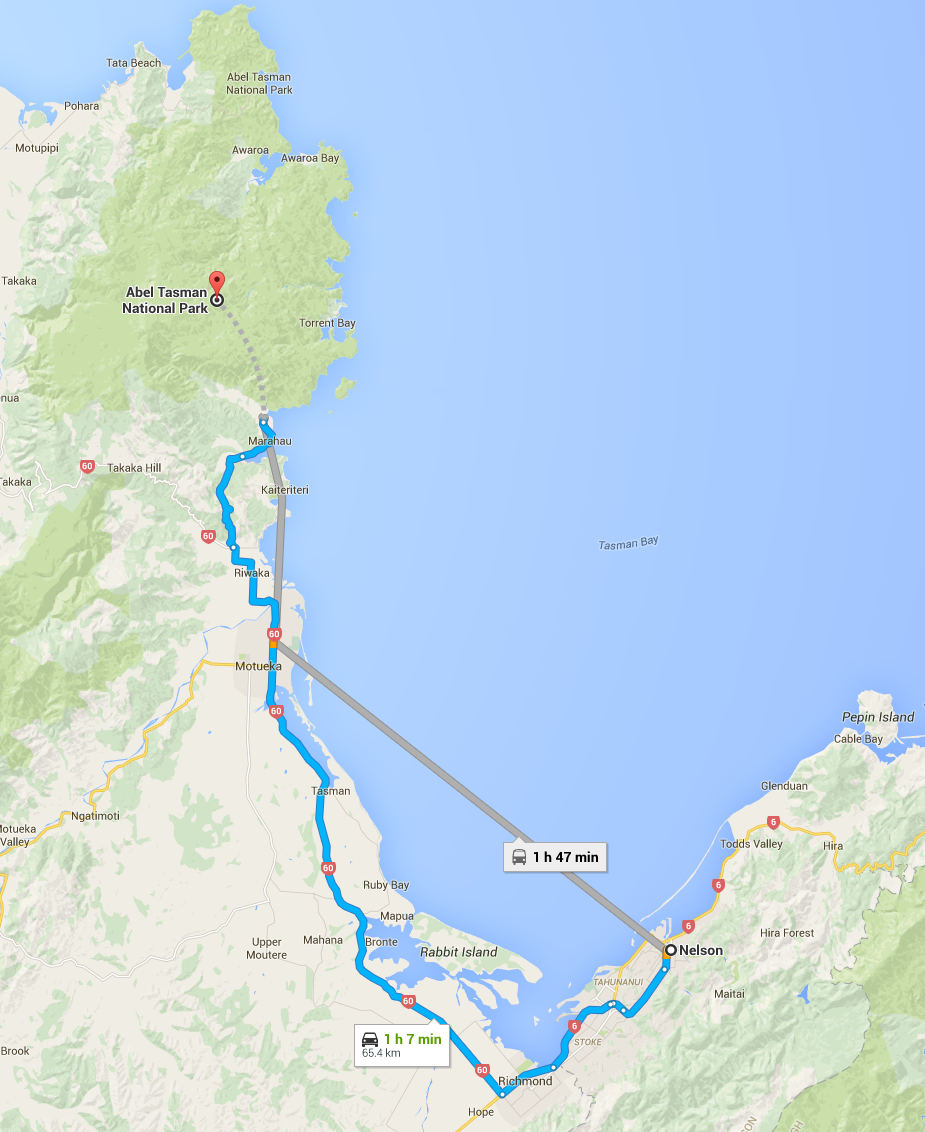 Tata Beach
Abel Tasman
National Park
Pohara
Motupipi
Awaroa
Awaroa Bay
Takaka
Abel Tasman
National Park
Torrent Bay
enua
Marahau
60
Takaka Hill
Takaka
Kaiteriteri
60
Tasman Bay
Riwaka
60
Motueka
60
Pepin Island
Cable Bay
Tasman
Glenduan
Ngatimoti
6
Motueka
Valley
Todds Valley
Hira
1 h 47 min
60
Ruby Bay
6
Mapua
6
Hira Forest
Upper
Moutere
Mahana
Bronte
Rabbit Island
Nelson
TAHUNANUI
Maitai
60
6
1 h 7 min
65.4 km
STOKE
Brook
60
Richmond
Hope
SON
GH